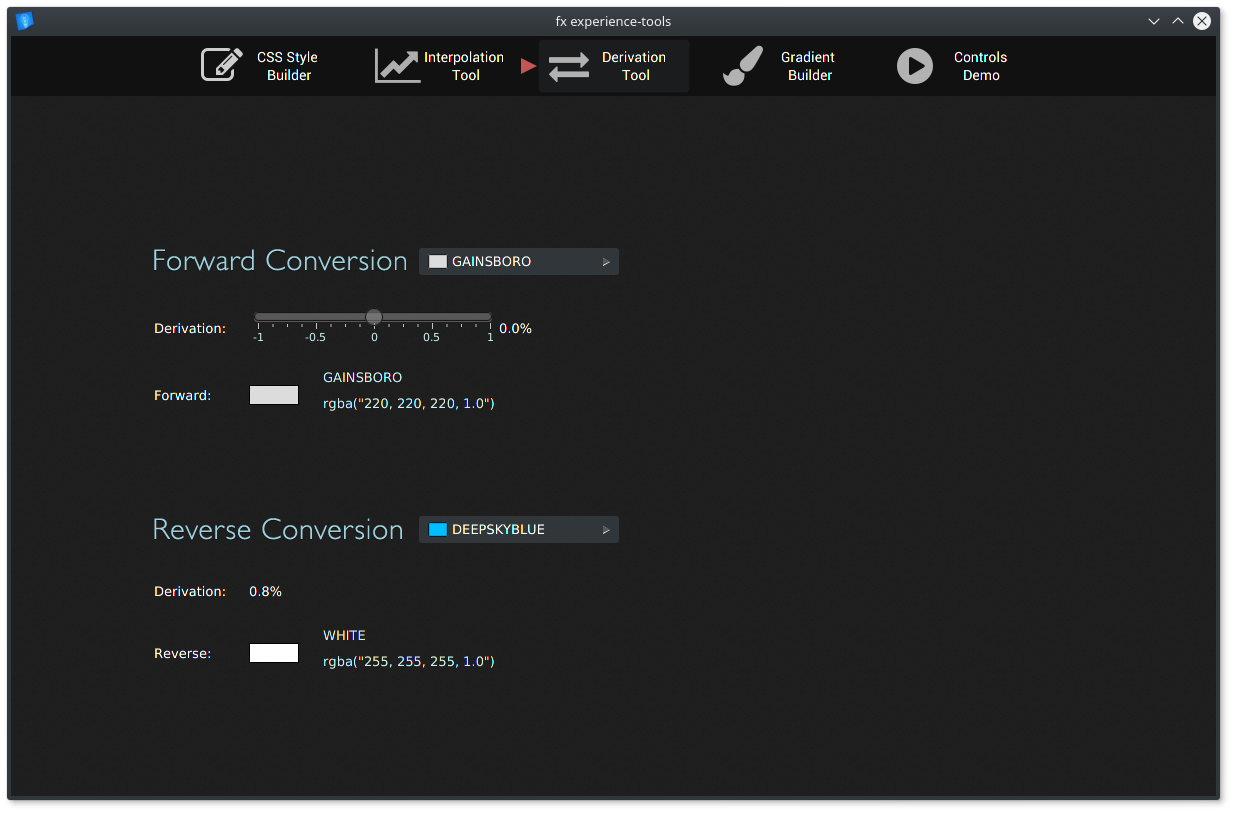 fx experience-tools
CSS Style
Builder
Interpolation
Tool
Derivation
Tool
Gradient
Builder
Controls
Demo
Forward Conversion
GAINSBORO
Derivation:
-1 -0.5 0 0.5 1
0.0%
Forward:
GAINSBORO
rgba("220, 220, 220, 1.0")
Reverse Conversion
DEEPSKYBLUE
Derivation:
0.8%
Reverse:
WHITE
rgba("255, 255, 255, 1.0")